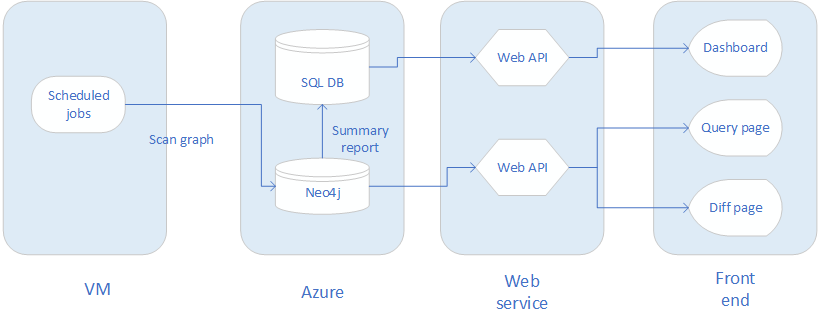 Scheduled
jobs
Scan graph
VM
SQL DB
Summary
report
Neo4j
Azure
Web API
Web API
Web
service
Dashboard
Query page
Diff page
Front
end